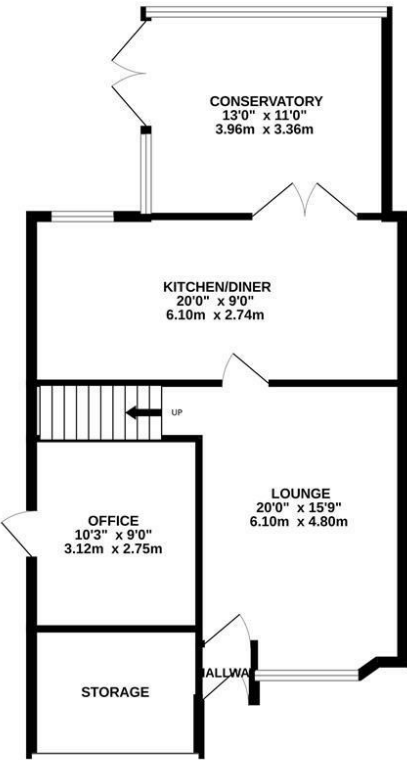 CONSERVATORY
13'0" x 11'0"
3.96m x 3.36m
KITCHEN/DINER
20'0" x 9'0"
6.10m x 2.74m
UP
LOUNGE
20'0" x 15'9"
6.10m x 4.80m
OFFICE
10'3" x 9'0"
3.12m x 2.75m
HALLWA
STORAGE